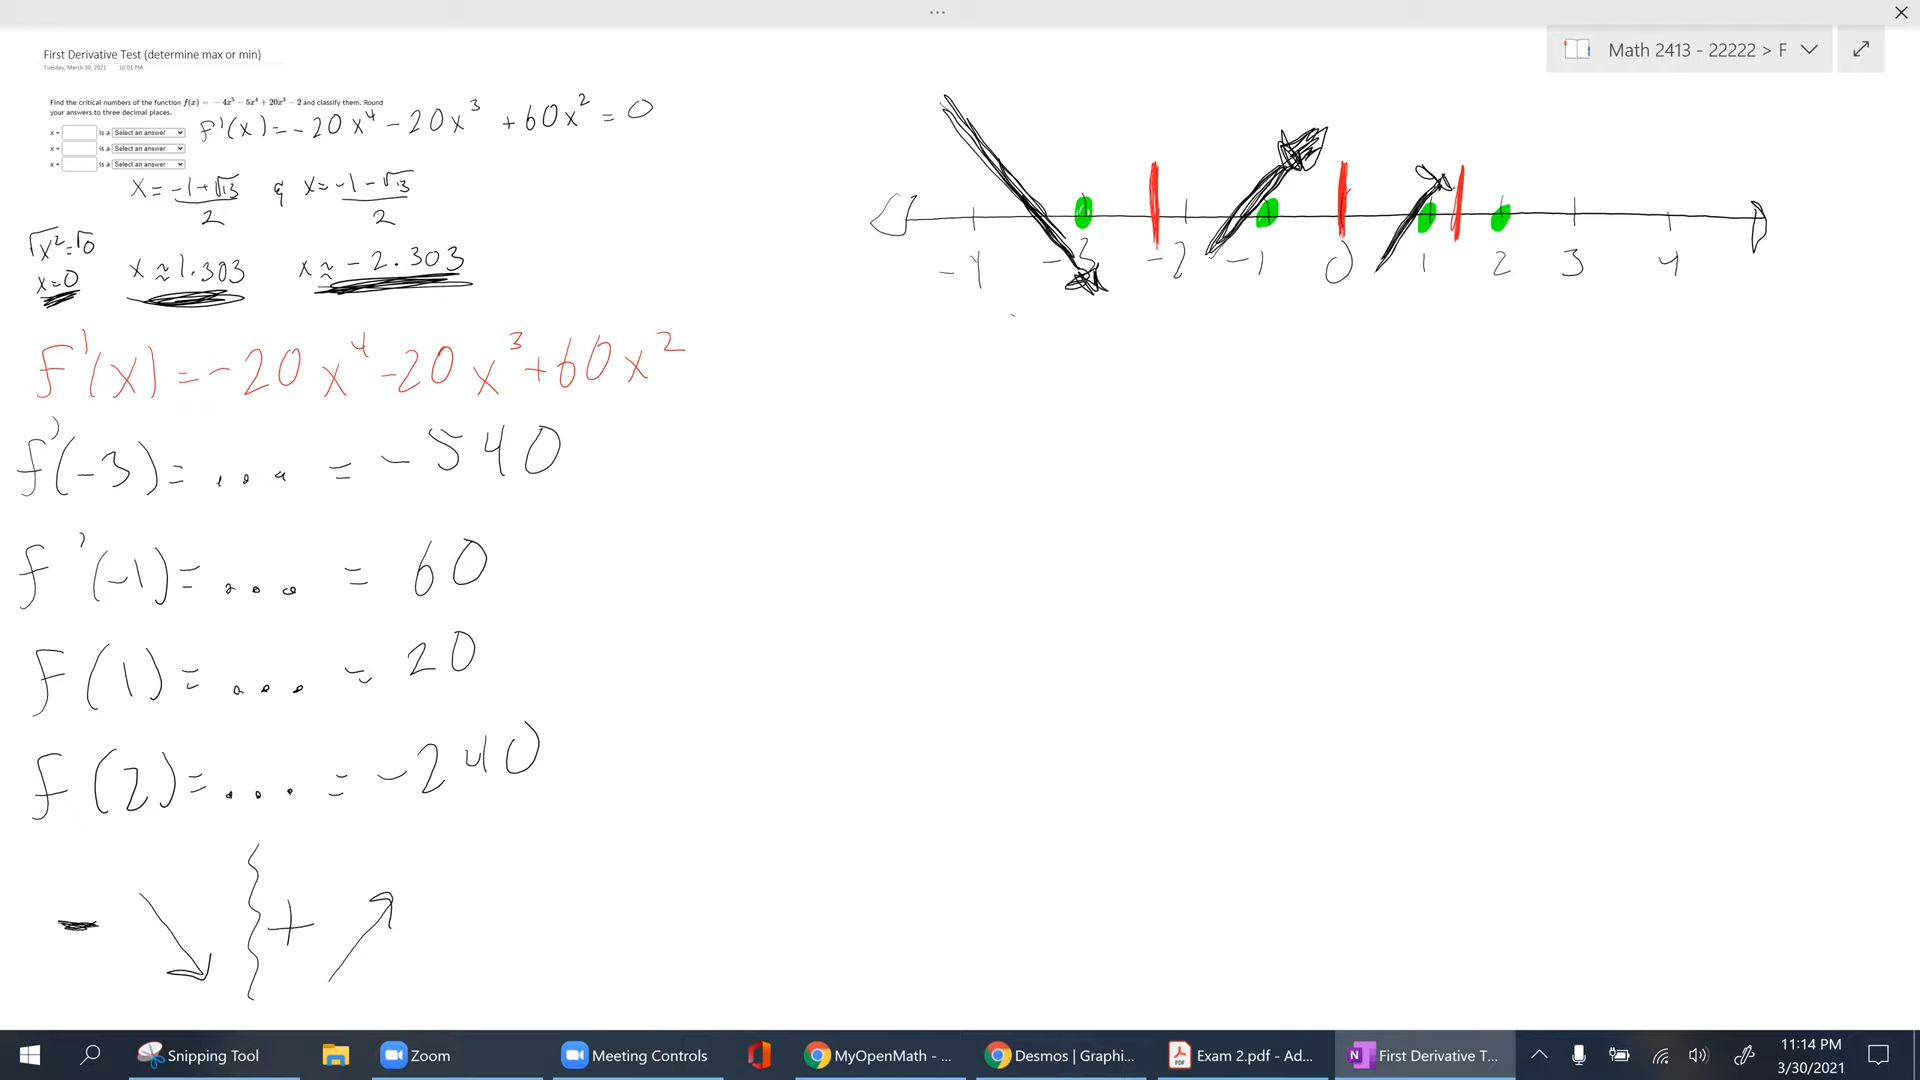 Math 2413 - 22222 > F
First Derivative Test (determine max or min)
Tuesday, March 30, 2021 10:01 PM
Find the critical numbers of the function f(x) = − 4x⁵ − 5x⁴ + 20x³ − 2 and classify them. Round
your answers to three decimal places.
x = is a Select an answer
x = is a Select an answer
x = is a Select an answer
f'(x) = -20x⁴ - 20x³ + 60x² = 0
x = (-1+√13)/2 & x = (-1-√13)/2
√x² = √0
x=0
x ≈ 1.303
x ≈ -2.303
-4 -3 -2 -1 0 1 2 3 4
f'(x) = -20x⁴ -20x³ +60x²
f'(-3) = .... = -540
f'(-1) = ... = 60
f(1) = ... = 20
f(2) = .... = -240
- +
Snipping Tool
Zoom
Meeting Controls
MyOpenMath - ...
Desmos | Graphi...
Exam 2.pdf - Ad...
First Derivative T...
11:14 PM
3/30/2021